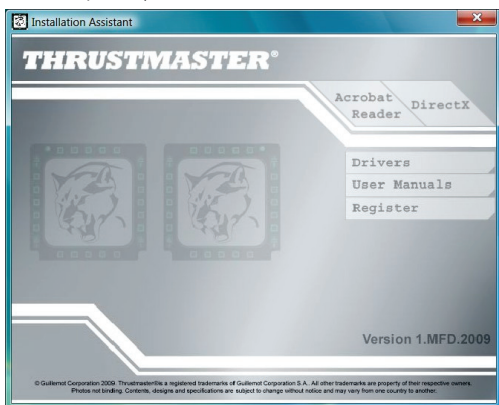 Installation Assistant
THRUSTMASTER®
Acrobat
Reader
DirectX
Drivers
User Manuals
Register
Version 1.MFD.2009
© Guillemot Corporation 2009. Thrustmaster®is a registered trademarks of Guillemot Corporation S.A.. All other trademarks are property of their respective owners.
Photos not binding. Contents, designs and specifications are subject to change without notice and may vary from one country to another.